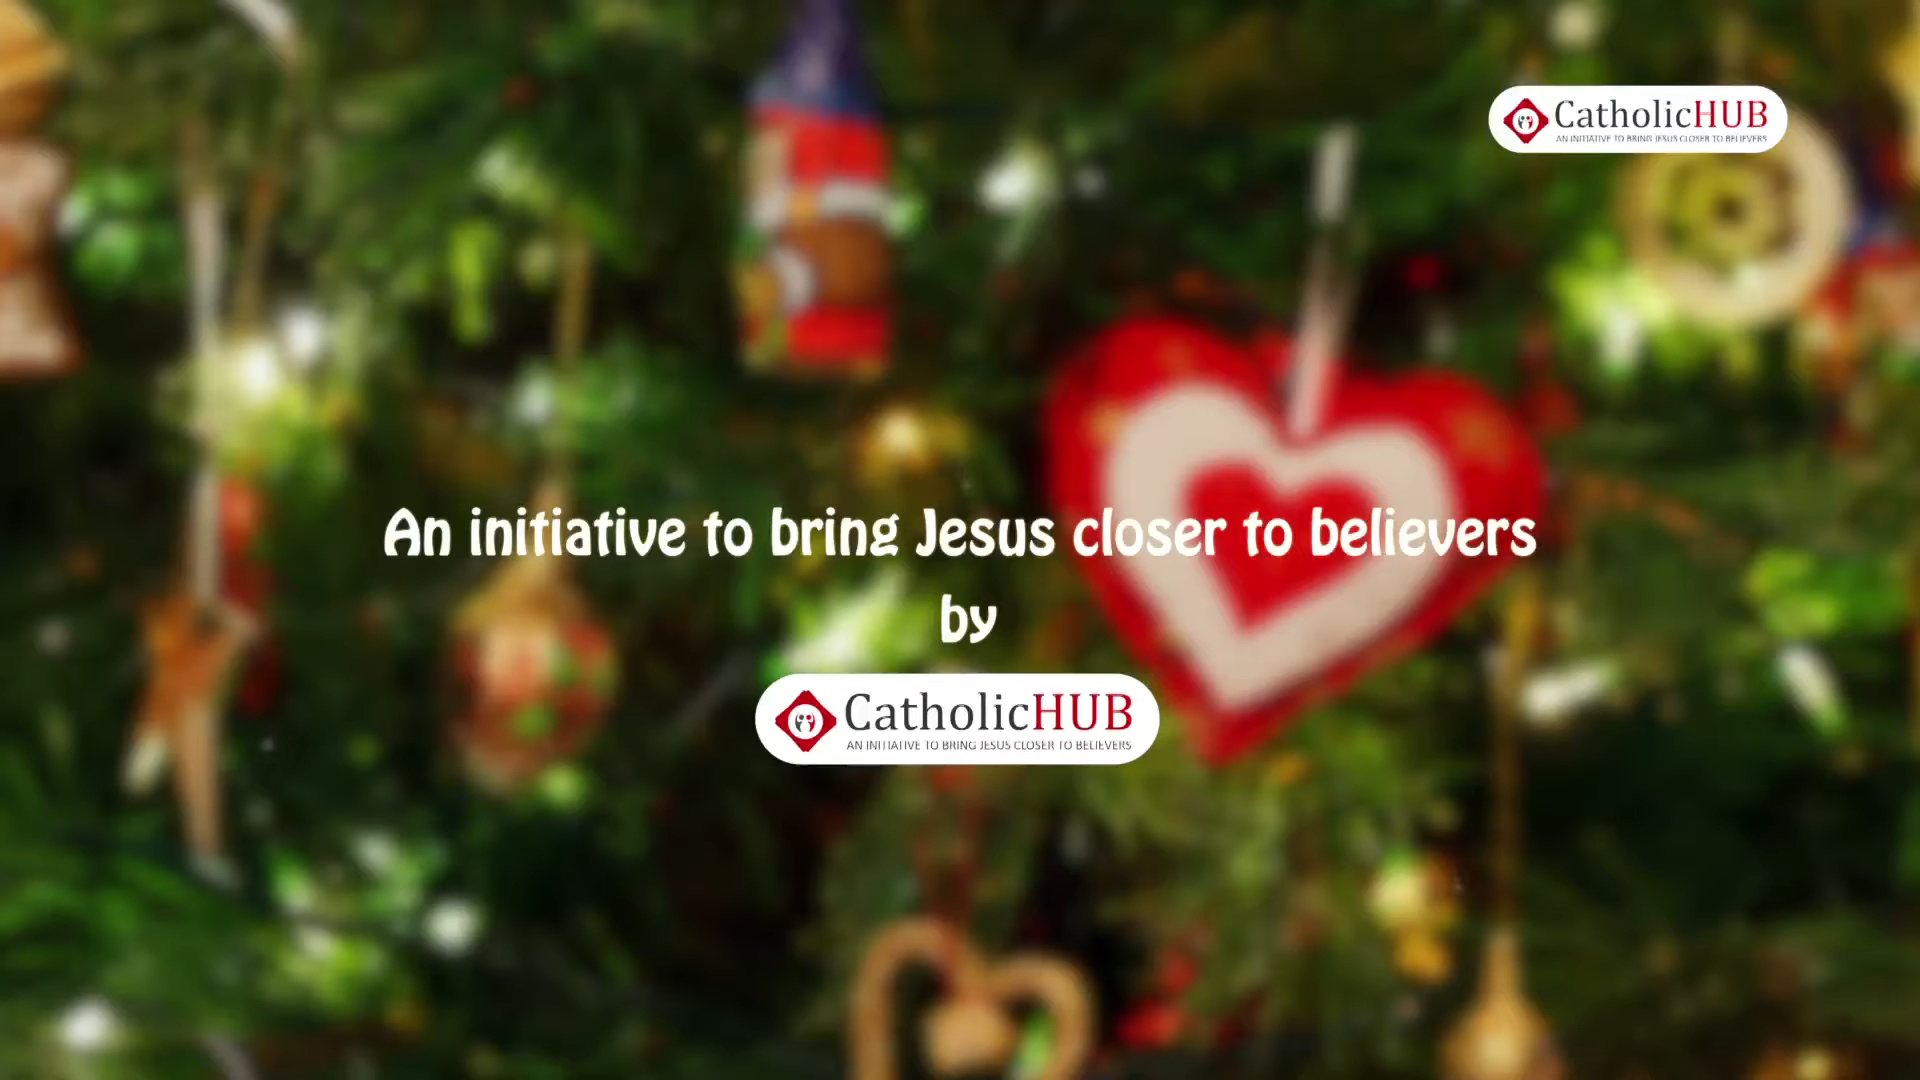 CatholicHUB
AN INITIATIVE TO BRING JESUS CLOSER TO BELIEVERS
An initiative to bring Jesus closer to believers
by
CatholicHUB
AN INITIATIVE TO BRING JESUS CLOSER TO BELIEVERS